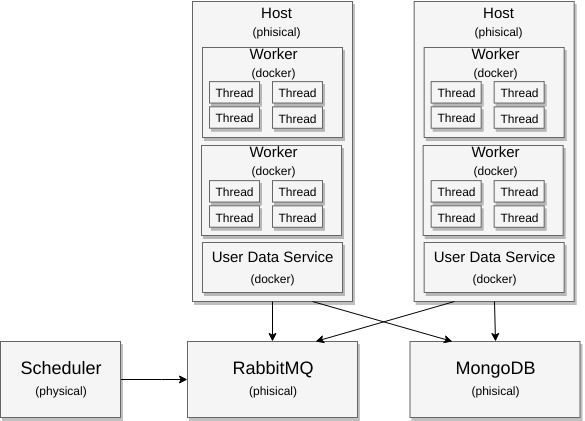 Host
(phisical)
Worker
(docker)
Thread
Thread
Thread
Thread
Worker
(docker)
Thread
Thread
Thread
Thread
User Data Service
(docker)
Host
(phisical)
Worker
(docker)
Thread
Thread
Thread
Thread
Worker
(docker)
Thread
Thread
Thread
Thread
User Data Service
(docker)
Scheduler
(physical)
RabbitMQ
(phisical)
MongoDB
(phisical)